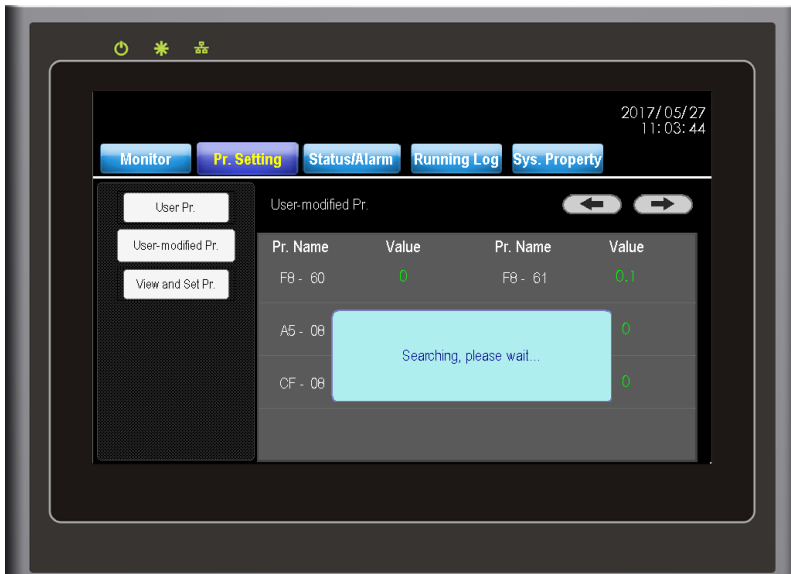 2017/05/27
11:03:44
Monitor
Pr. Setting
Status/Alarm
Running Log
Sys. Property
User Pr.
User-modified Pr.
View and Set Pr.
User-modified Pr.
Pr. Name Value Pr. Name Value
F8 - 60 0 F8 - 61 0.1
A5 - 08 0
CF - 08 0
Searching, please wait...